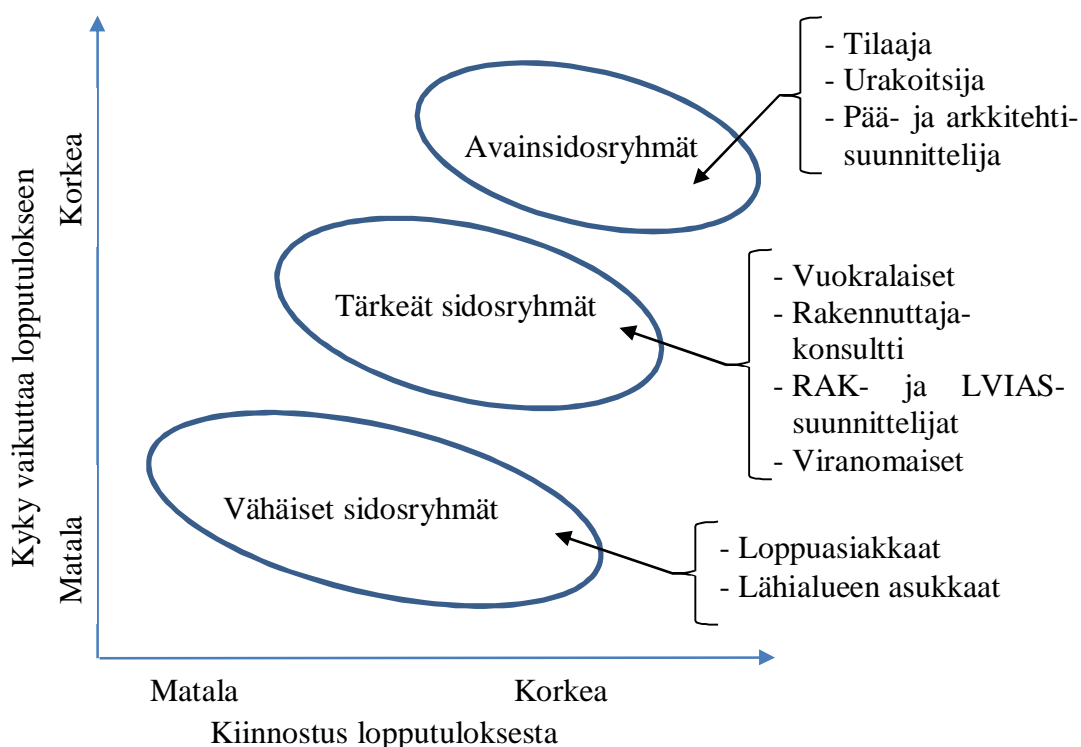 - Tilaaja
- Urakoitsija
- Pää- ja arkkitehti-
suunnittelija
Avainsidosryhmät
Kyky vaikuttaa lopputulokseen
Korkea
Matala
Tärkeät sidosryhmät
- Vuokralaiset
- Rakennuttaja-
konsultti
- RAK- ja LVIAS-
suunnittelijat
- Viranomaiset
Vähäiset sidosryhmät
- Loppuasiakkaat
- Lähialueen asukkaat
Matala
Korkea
Kiinnostus lopputuloksesta